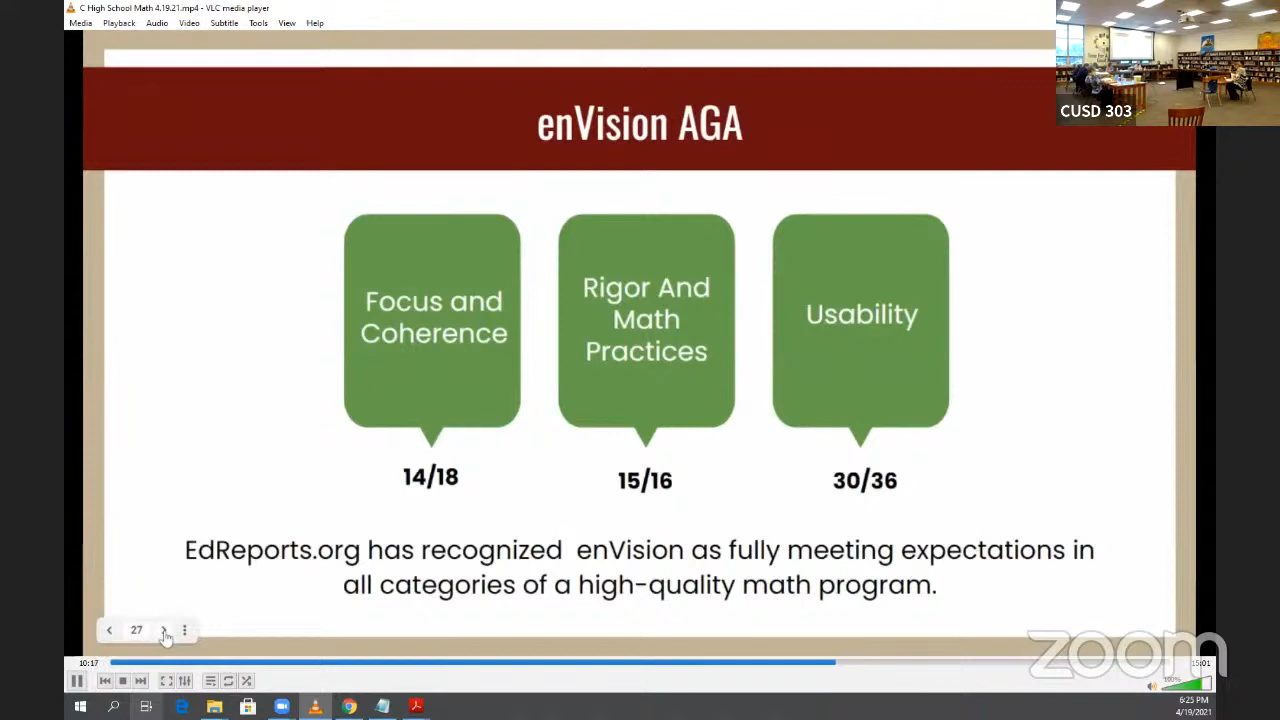 C High School Math 4.19.21.mp4 - VLC media player
Media Playback Audio Video Subtitle Tools View Help
CUSD 303
enVision AGA
Focus and
Coherence
Rigor And
Math
Practices
Usability
14/18
15/16
30/36
EdReports.org has recognized enVision as fully meeting expectations in
all categories of a high-quality math program.
27
zoom
10:17
15:01
100%
6:25 PM
4/19/2021